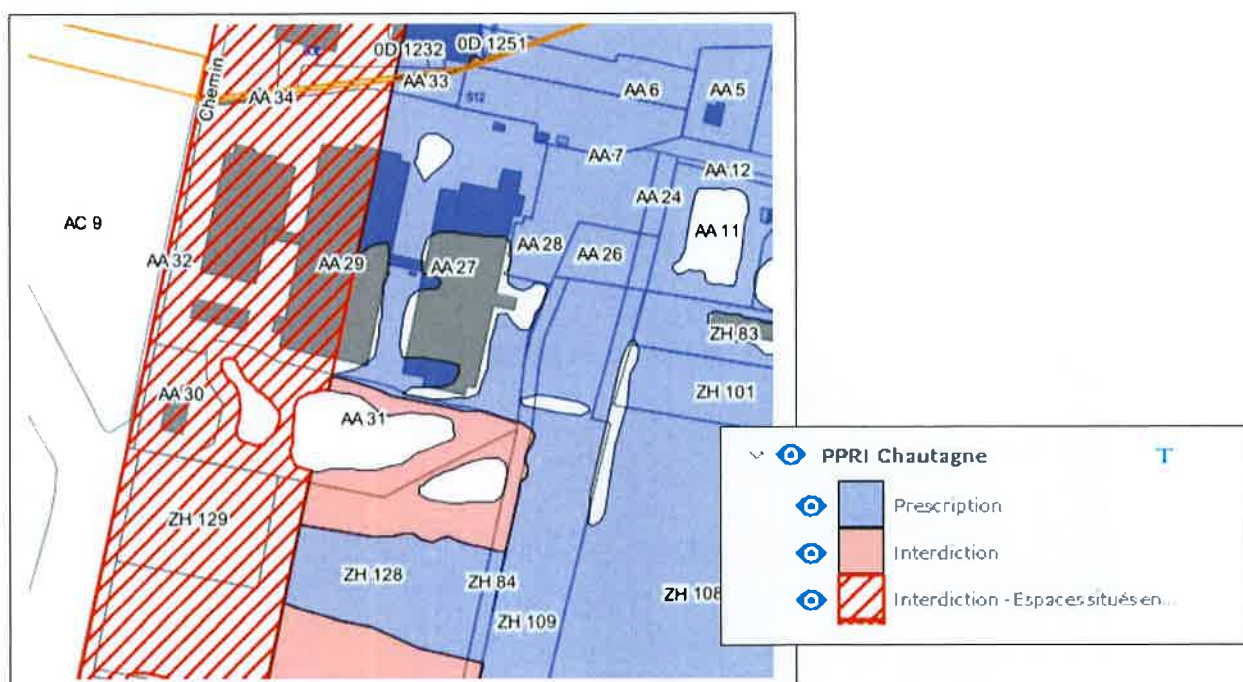 0D 1232
0D 1251
AA 33
AA 34
Chemin
AA 6
AA 5
512
AA 7
AA 12
AA 24
AC 9
AA 11
AA 32
AA 29
AA 27
AA 28
AA 26
ZH 83
ZH 101
AA 30
AA 31
ZH 129
ZH 128
ZH 84
ZH 109
ZH 108
PPRI Chautagne T
Prescription
Interdiction
Interdiction - Espaces situés en...